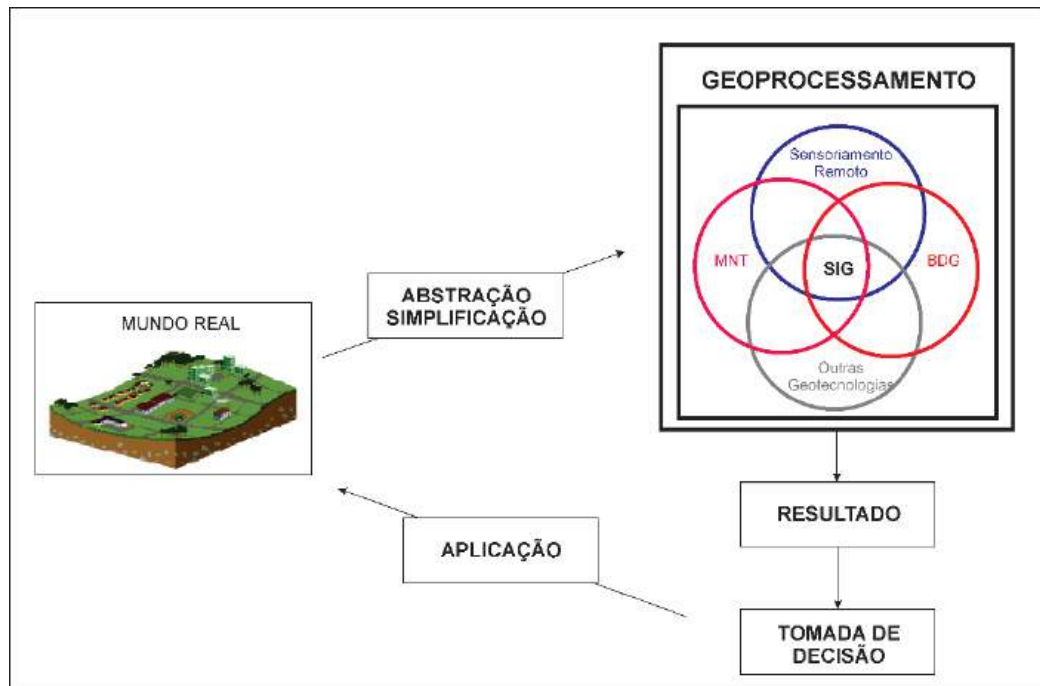 GEOPROCESSAMENTO
Sensoriamento
Remoto
MNT
SIG
BDG
Outras
Geotecnologias
ABSTRAÇÃO
SIMPLIFICAÇÃO
MUNDO REAL
RESULTADO
APLICAÇÃO
TOMADA DE
DECISÃO